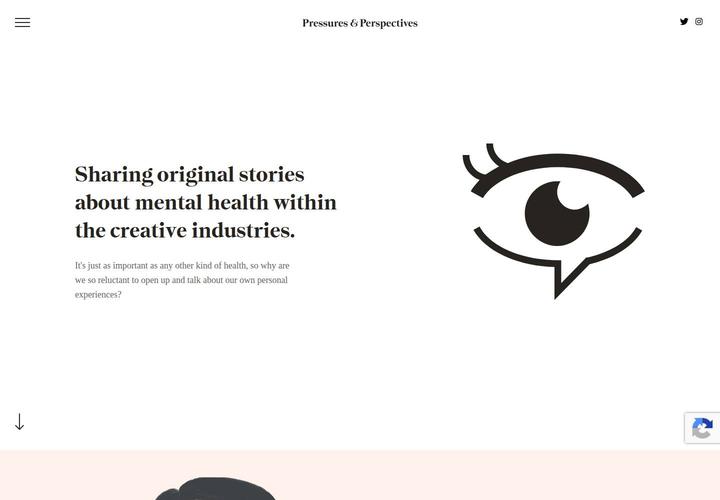 Pressures & Perspectives
Sharing original stories
about mental health within
the creative industries.
It's just as important as any other kind of health, so why are
we so reluctant to open up and talk about our own personal
experiences?